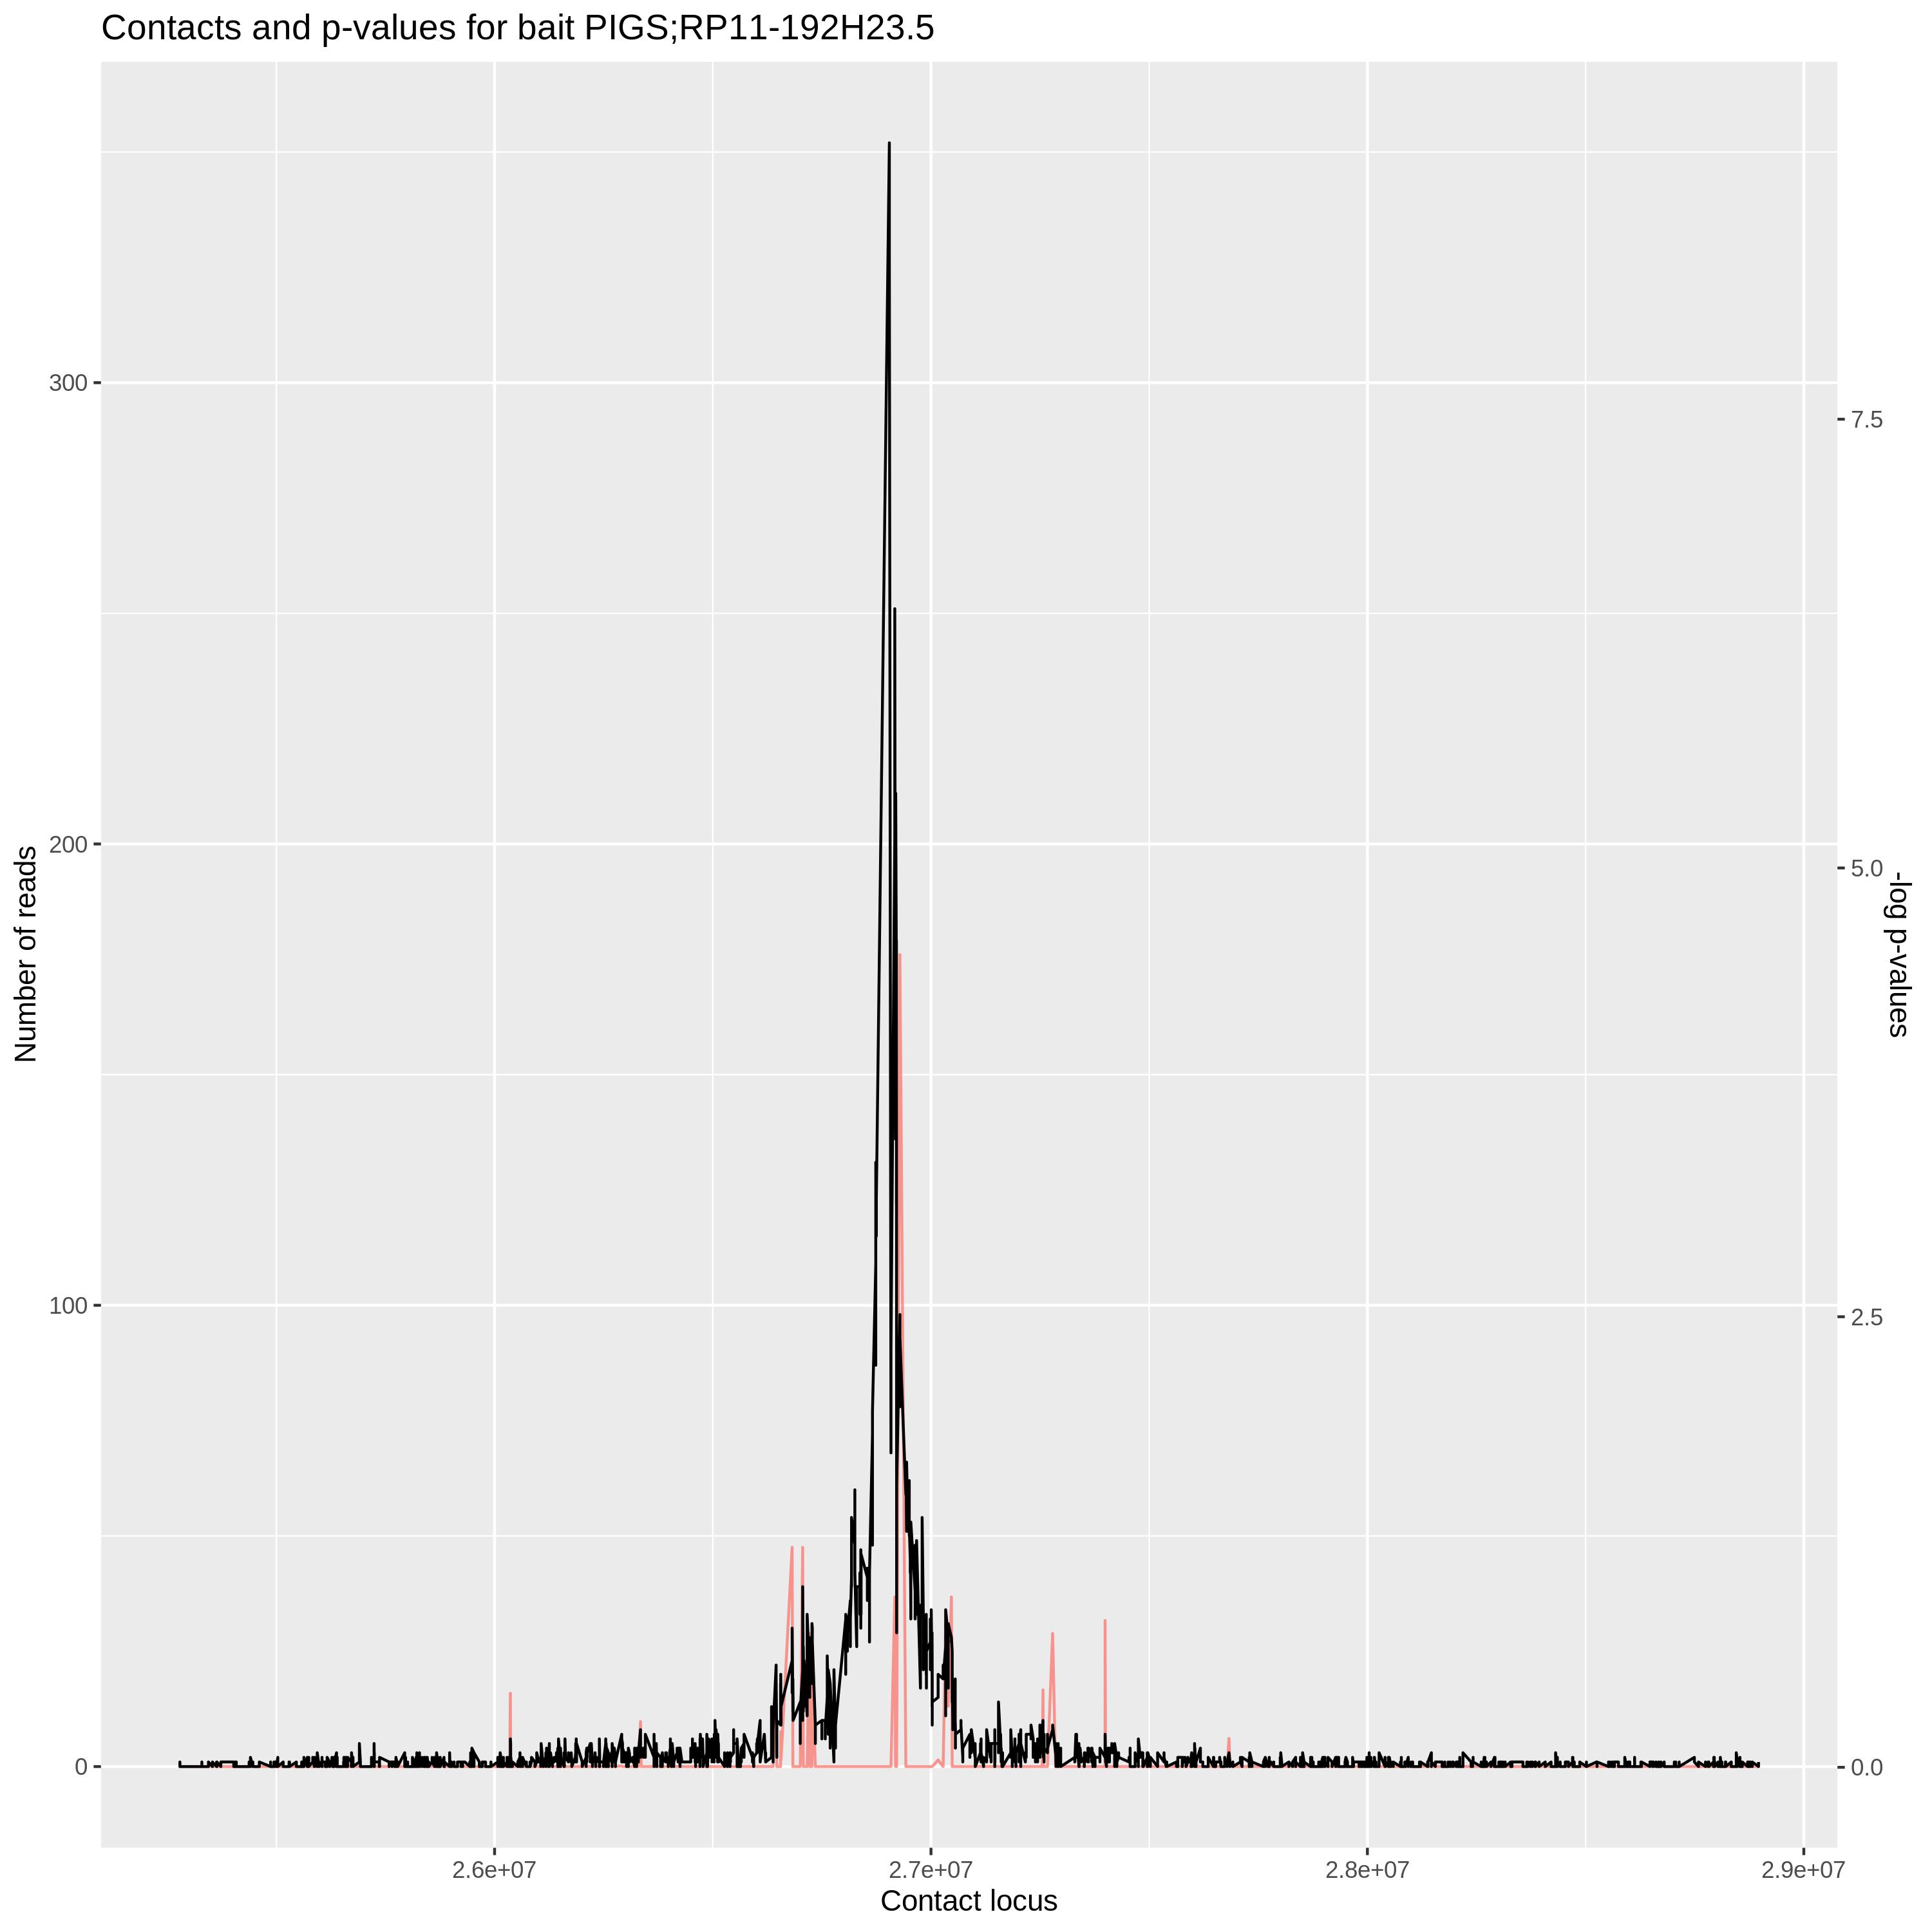 Contacts and p-values for bait PIGS;RP11-192H23.5
Number of reads
300
200
100
0
7.5
5.0
2.5
0.0
-log p-values
2.6e+07
2.7e+07
2.8e+07
2.9e+07
Contact locus